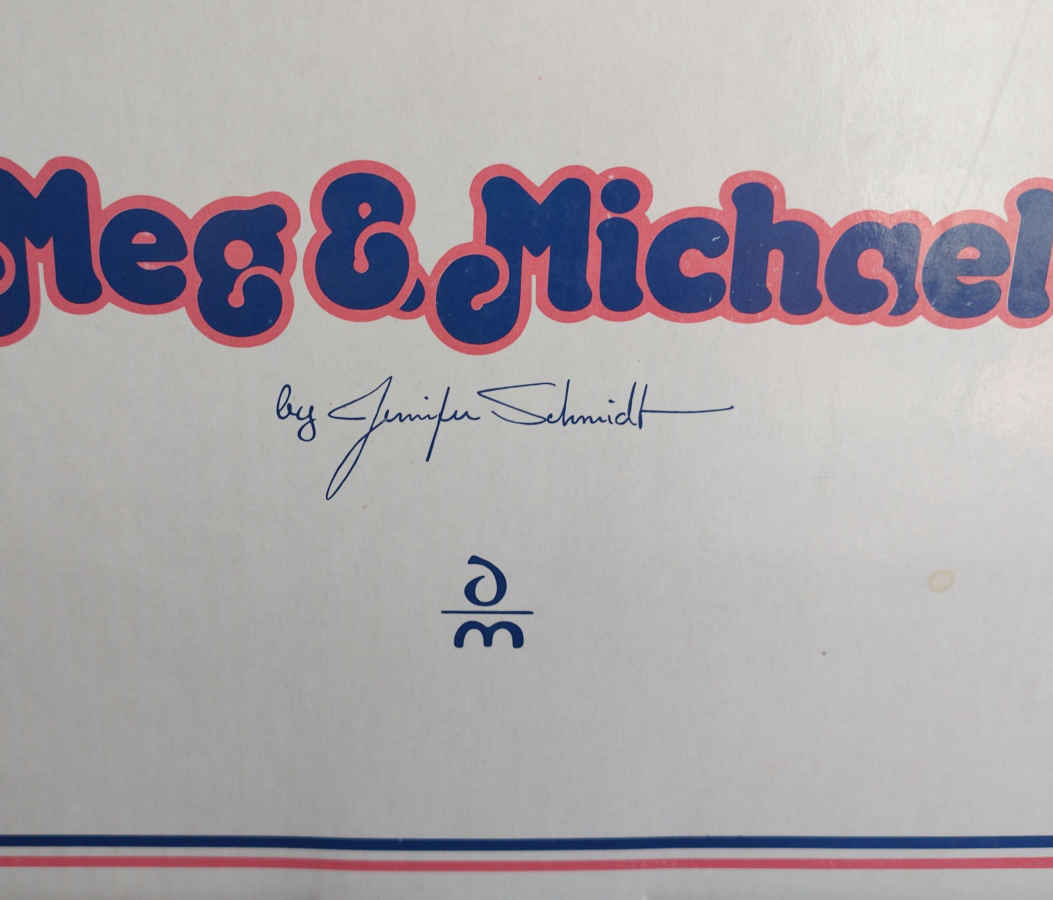 Meg & Michael
by Jennifer Schmidt